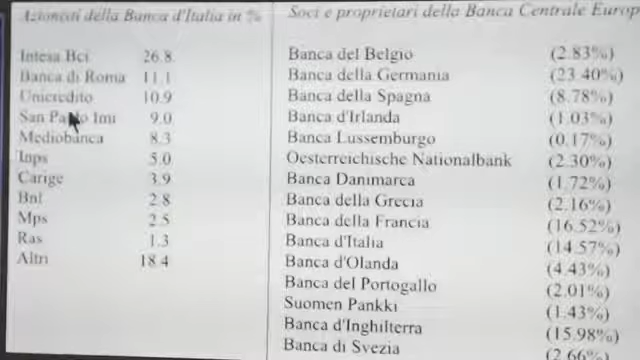 Azionisti della Banca d'Italia in %
Intesa Bci 26.8
Banca di Roma 11.1
Unicredito 10.9
San Paolo Imi 9.0
Mediobanca 8.3
Inps 5.0
Carige 3.9
Bnl 2.8
Mps 2.5
Ras 1.3
Altri 18.4
Soci e proprietari della Banca Centrale Europ
Banca del Belgio (2.83%)
Banca della Germania (23.40%)
Banca della Spagna (8.78%)
Banca d'Irlanda (1.03%)
Banca Lussemburgo (0.17%)
Oesterreichische Nationalbank (2.30%)
Banca Danimarca (1.72%)
Banca della Grecia (2.16%)
Banca della Francia (16.52%)
Banca d'Italia (14.57%)
Banca d'Olanda (4.43%)
Banca del Portogallo (2.01%)
Suomen Pankki (1.43%)
Banca d'Inghilterra (15.98%)
Banca di Svezia (2.66%)